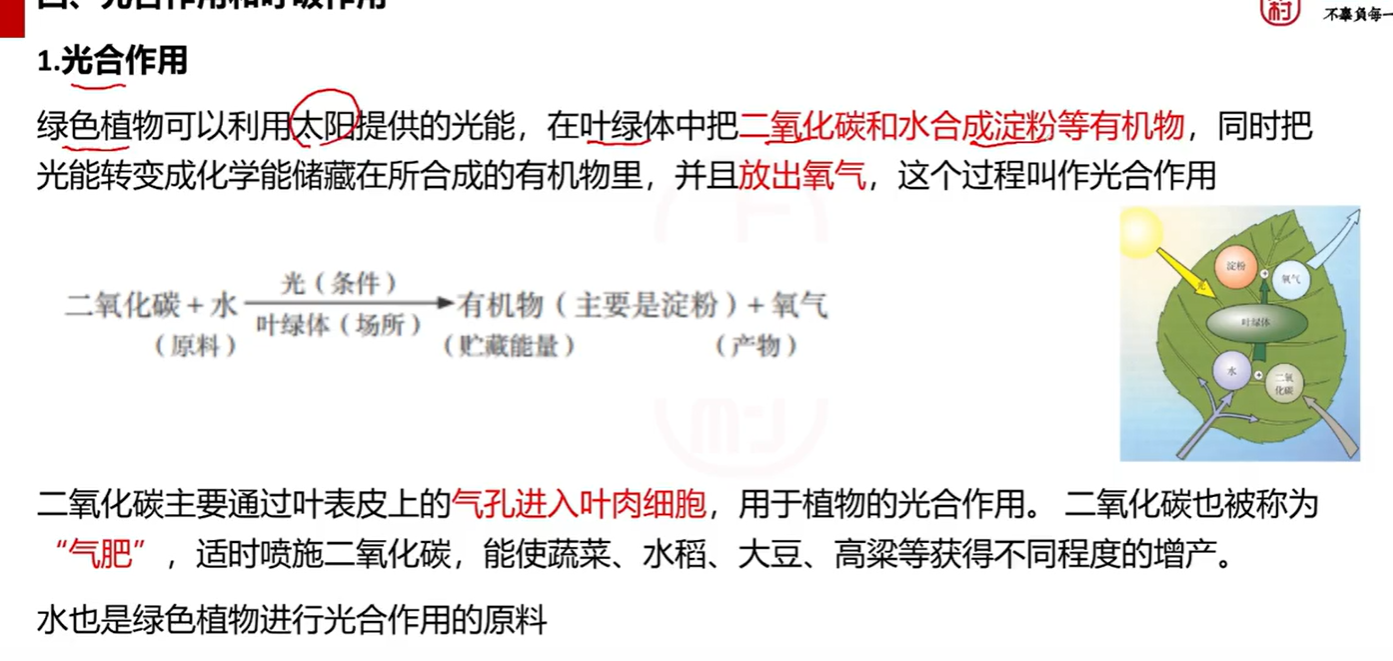 四、光合作用和呼吸作用
村
不辜负每一
1.光合作用
绿色植物可以利用太阳提供的光能，在叶绿体中把二氧化碳和水合成淀粉等有机物，同时把
光能转变成化学能储藏在所合成的有机物里，并且放出氧气，这个过程叫作光合作用
光（条件）
二氧化碳+水 有机物（主要是淀粉）+氧气
叶绿体（场所）
（原料） （贮藏能量） （产物）
淀粉
+
氧气
光
叶绿体
水
+
二氧
化碳
二氧化碳主要通过叶表皮上的气孔进入叶肉细胞，用于植物的光合作用。 二氧化碳也被称为
“气肥”，适时喷施二氧化碳，能使蔬菜、水稻、大豆、高粱等获得不同程度的增产。
水也是绿色植物进行光合作用的原料